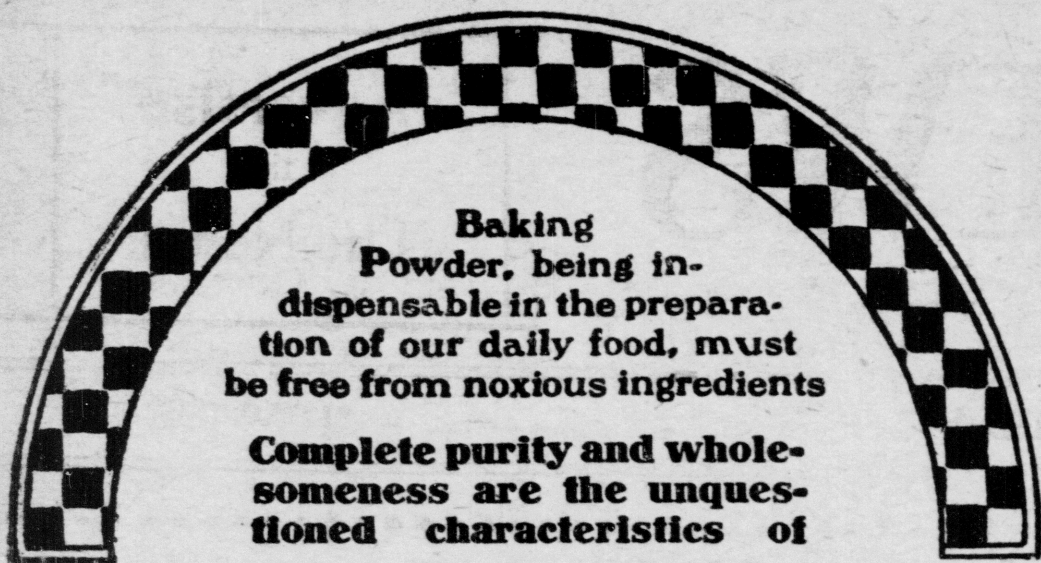 Baking
Powder, being in-
dispensable in the prepara-
tion of our daily food, must
be free from noxious ingredients
Complete purity and whole-
someness are the unques-
tioned characteristics of